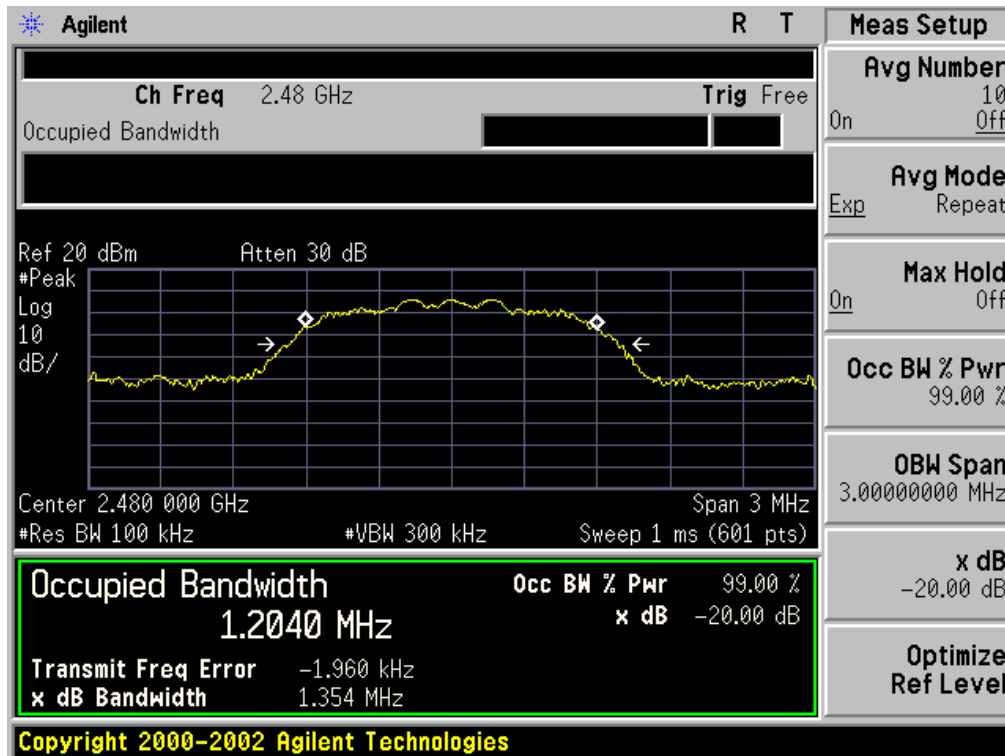 Agilent R T
Ch Freq 2.48 GHz Trig Free
Occupied Bandwidth
Ref 20 dBm Atten 30 dB
#Peak
Log
10
dB/
Center 2.480 000 GHz Span 3 MHz
#Res BW 100 kHz #VBW 300 kHz Sweep 1 ms (601 pts)
Occupied Bandwidth
1.2040 MHz
Occ BW % Pwr 99.00 %
x dB -20.00 dB
Transmit Freq Error -1.960 kHz
x dB Bandwidth 1.354 MHz
Copyright 2000-2002 Agilent Technologies
Meas Setup
Avg Number
10
On Off
Avg Mode
Exp Repeat
Max Hold
On Off
Occ BW % Pwr
99.00 %
OBW Span
3.00000000 MHz
x dB
-20.00 dB
Optimize
Ref Level